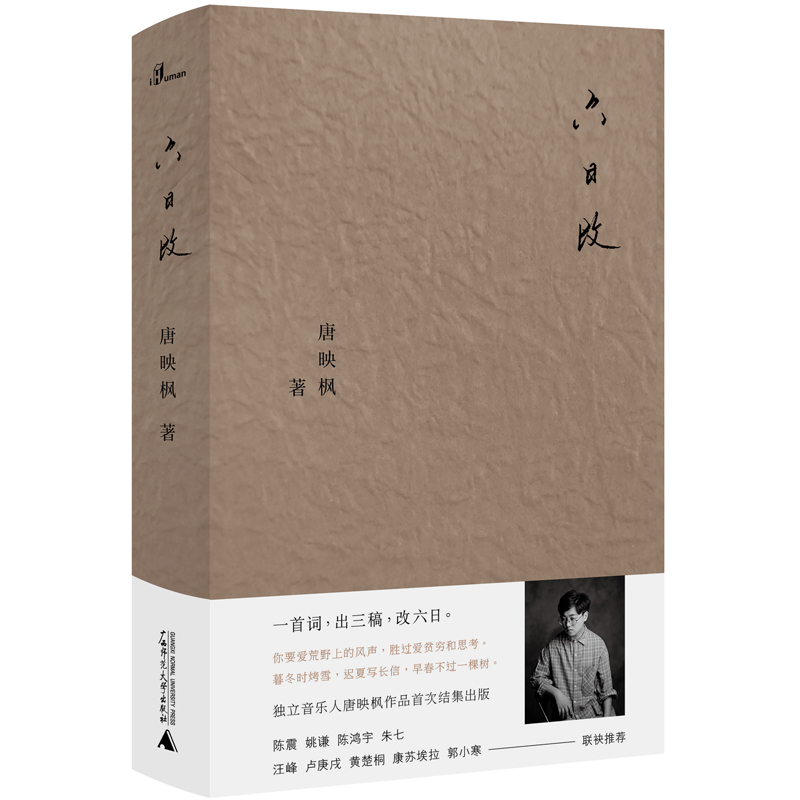 iHuman
六日改
唐映枫 著
广西师范大学出版社
GUANGXI NORMAL UNIVERSITY PRESS
六日改
唐映枫
著
一首词，出三稿，改六日。
你要爱荒野上的风声，胜过爱贫穷和思考。
暮冬时烤雪，迟夏写长信，早春不过一棵树。
独立音乐人唐映枫作品首次结集出版
陈震 姚谦 陈鸿宇 朱七
汪峰 卢庚戌 黄楚桐 康苏埃拉 郭小寒 ———— 联袂推荐